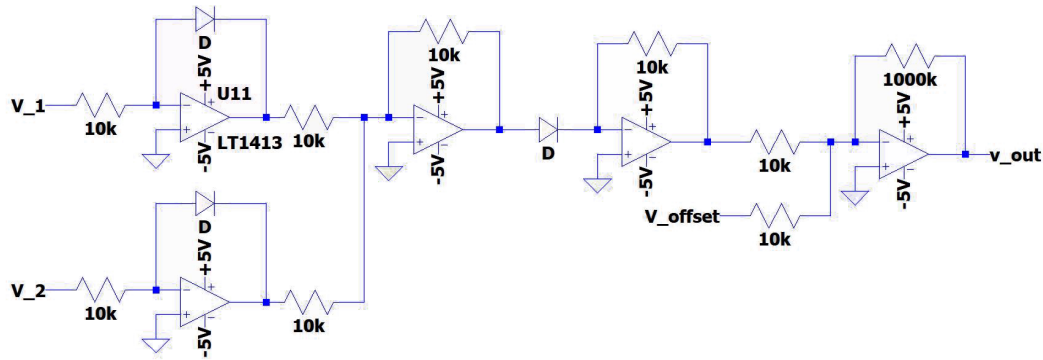 D
+5V
U11
V_1
10k
-5V
LT1413
10k
10k
+5V
-5V
D
10k
+5V
-5V
10k
1000k
+5V
-5V
v_out
V_offset
10k
D
+5V
V_2
10k
-5V
10k